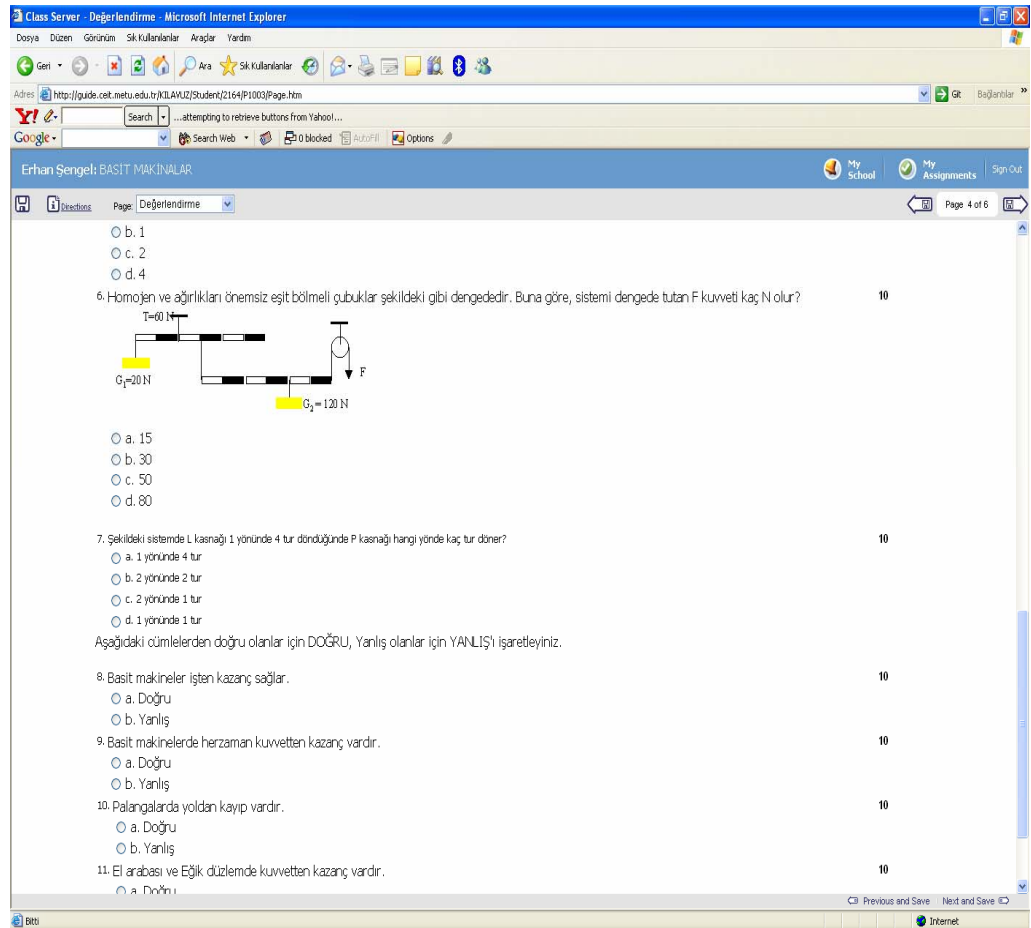 Class Server - Değerlendirme - Microsoft Internet Explorer
Dosya Düzen Görünüm Sık Kullanılanlar Araçlar Yardım
Geri Ara Sık Kullanılanlar
Adres http://guide.ceit.metu.edu.tr/KILAVUZ/Student/2164/P1003/Page.htm Git Bağlantılar »
Y! Search ...attempting to retrieve buttons from Yahoo!...
Google Search Web 0 blocked AutoFill Options
Erhan Şengel: BASİT MAKİNALAR My School My Assignments Sign Out
Directions Page: Değerlendirme Page 4 of 6
b. 1
c. 2
d. 4
6. Homojen ve ağırlıkları önemsiz eşit bölmeli çubuklar şekildeki gibi dengededir. Buna göre, sistemi dengede tutan F kuvveti kaç N olur? 10
T=60 N
G1=20 N
F
G2= 120 N
a. 15
b. 30
c. 50
d. 80
7. Şekildeki sistemde L kasnağı 1 yönünde 4 tur döndüğünde P kasnağı hangi yönde kaç tur döner? 10
a. 1 yönünde 4 tur
b. 2 yönünde 2 tur
c. 2 yönünde 1 tur
d. 1 yönünde 1 tur
Aşağıdaki cümlelerden doğru olanlar için DOĞRU, Yanlış olanlar için YANLIŞ'ı işaretleyiniz.
8. Basit makineler işten kazanç sağlar. 10
a. Doğru
b. Yanlış
9. Basit makinelerde herzaman kuvvetten kazanç vardır. 10
a. Doğru
b. Yanlış
10. Palangalarda yoldan kayıp vardır. 10
a. Doğru
b. Yanlış
11. El arabası ve Eğik düzlemde kuvvetten kazanç vardır. 10
a. Doğru
Previous and Save Next and Save
Bitti Internet